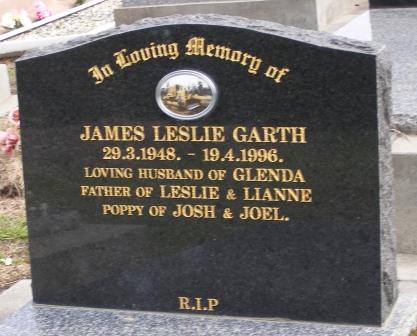 In Loving Memory of
JAMES LESLIE GARTH
29.3.1948. - 19.4.1996.
LOVING HUSBAND OF GLENDA
FATHER OF LESLIE & LIANNE
POPPY OF JOSH & JOEL.
R.I.P